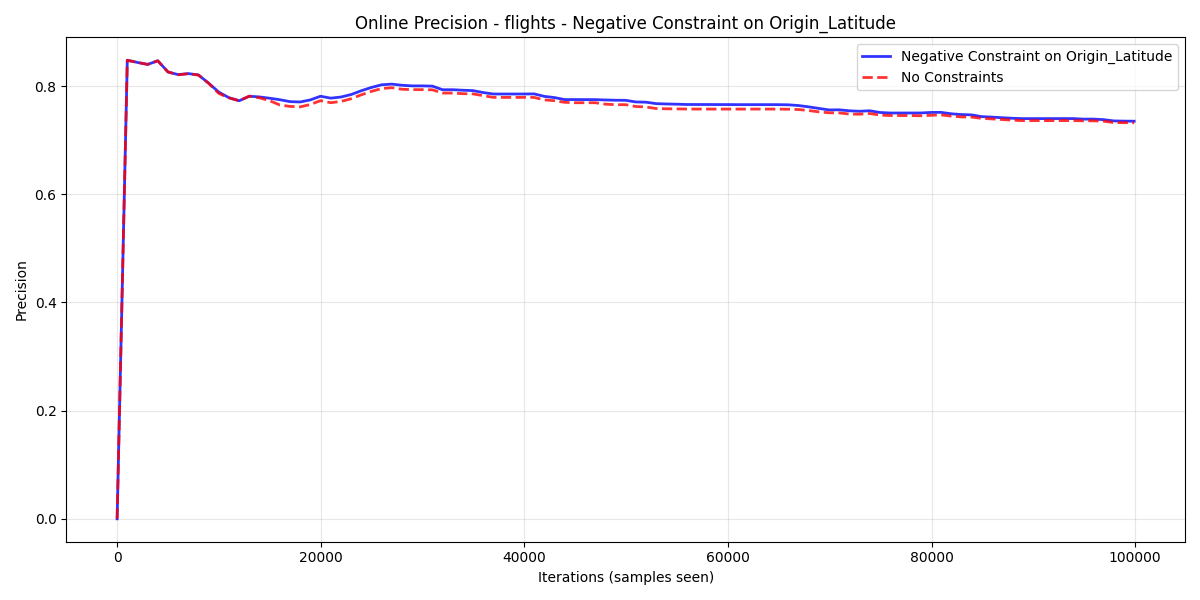 Online Precision - flights - Negative Constraint on Origin_Latitude
Negative Constraint on Origin_Latitude
No Constraints
Precision
0.8
0.6
0.4
0.2
0.0
0
20000
40000
60000
80000
100000
Iterations (samples seen)